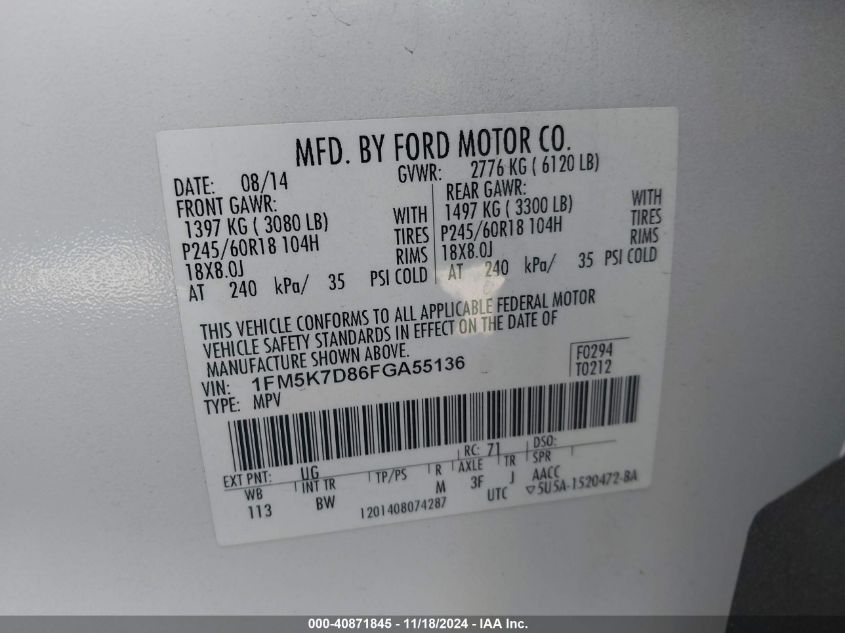 MFD. BY FORD MOTOR CO.
DATE: 08/14 GVWR: 2776 KG ( 6120 LB)
FRONT GAWR: REAR GAWR:
1397 KG ( 3080 LB) WITH 1497 KG ( 3300 LB) WITH
P245/60R18 104H TIRES P245/60R18 104H TIRES
18X8.0J RIMS 18X8.0J RIMS
AT 240 kPa/ 35 PSI COLD AT 240 kPa/ 35 PSI COLD
THIS VEHICLE CONFORMS TO ALL APPLICABLE FEDERAL MOTOR
VEHICLE SAFETY STANDARDS IN EFFECT ON THE DATE OF
MANUFACTURE SHOWN ABOVE.
VIN: 1FM5K7D86FGA55136 F0294
TYPE: MPV T0212
EXT PNT: UG RC: 71 DSO:
WB INT TR TP/PS R AXLE TR SPR
113 BW M 3F J AACC
1201408074287 UTC ▽5U5A-1520472-BA
000-40871845 - 11/18/2024 - IAAI.com.